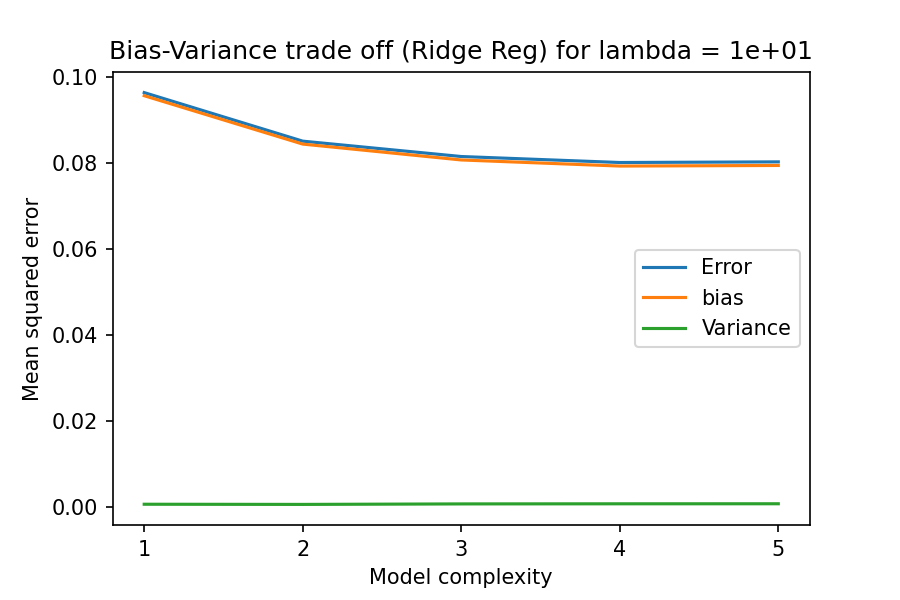 Bias-Variance trade off (Ridge Reg) for lambda = 1e+01
0.10
0.08
0.06
0.04
0.02
0.00
Mean squared error
Error
bias
Variance
1 2 3 4 5
Model complexity